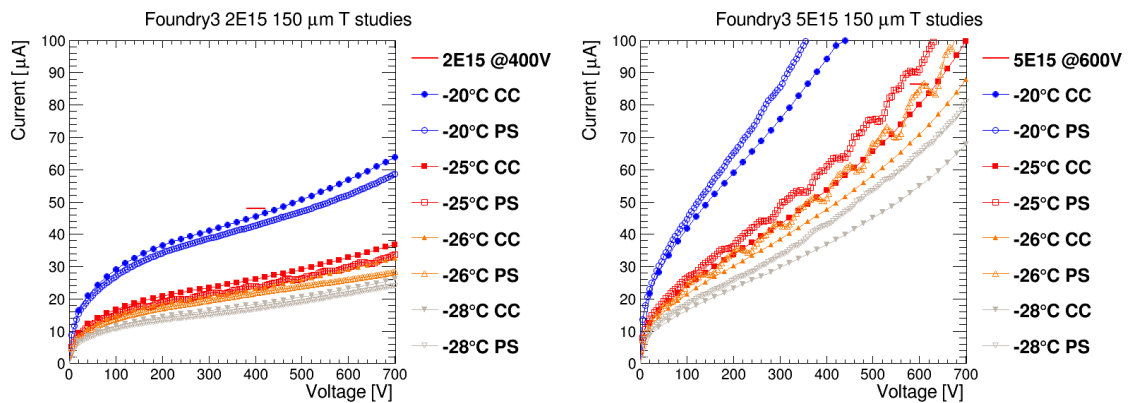 Foundry3 2E15 150 μm T studies
Current [μA]
100
90
80
70
60
50
40
30
20
10
0
0 100 200 300 400 500 600 700
Voltage [V]
2E15 @400V
-20°C CC
-20°C PS
-25°C CC
-25°C PS
-26°C CC
-26°C PS
-28°C CC
-28°C PS
Foundry3 5E15 150 μm T studies
Current [μA]
100
90
80
70
60
50
40
30
20
10
0
0 100 200 300 400 500 600 700
Voltage [V]
5E15 @600V
-20°C CC
-20°C PS
-25°C CC
-25°C PS
-26°C CC
-26°C PS
-28°C CC
-28°C PS